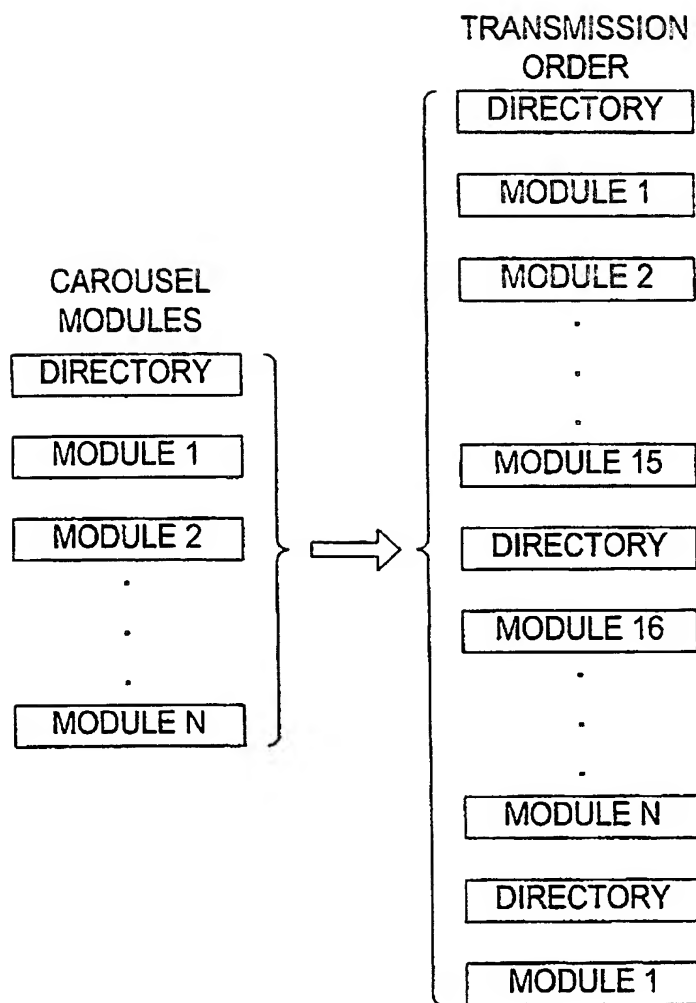 CAROUSEL
MODULES
DIRECTORY
MODULE 1
MODULE 2
.
.
.
MODULE N
TRANSMISSION
ORDER
DIRECTORY
MODULE 1
MODULE 2
.
.
.
MODULE 15
DIRECTORY
MODULE 16
.
.
.
MODULE N
DIRECTORY
MODULE 1